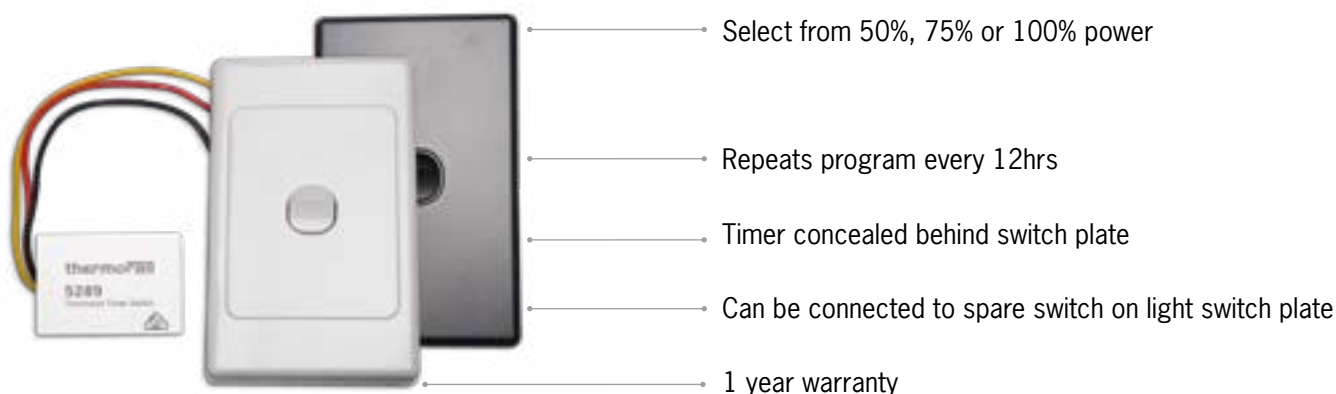 Select from 50%, 75% or 100% power
Repeats program every 12hrs
Timer concealed behind switch plate
thermo
5289
Can be connected to spare switch on light switch plate
1 year warranty